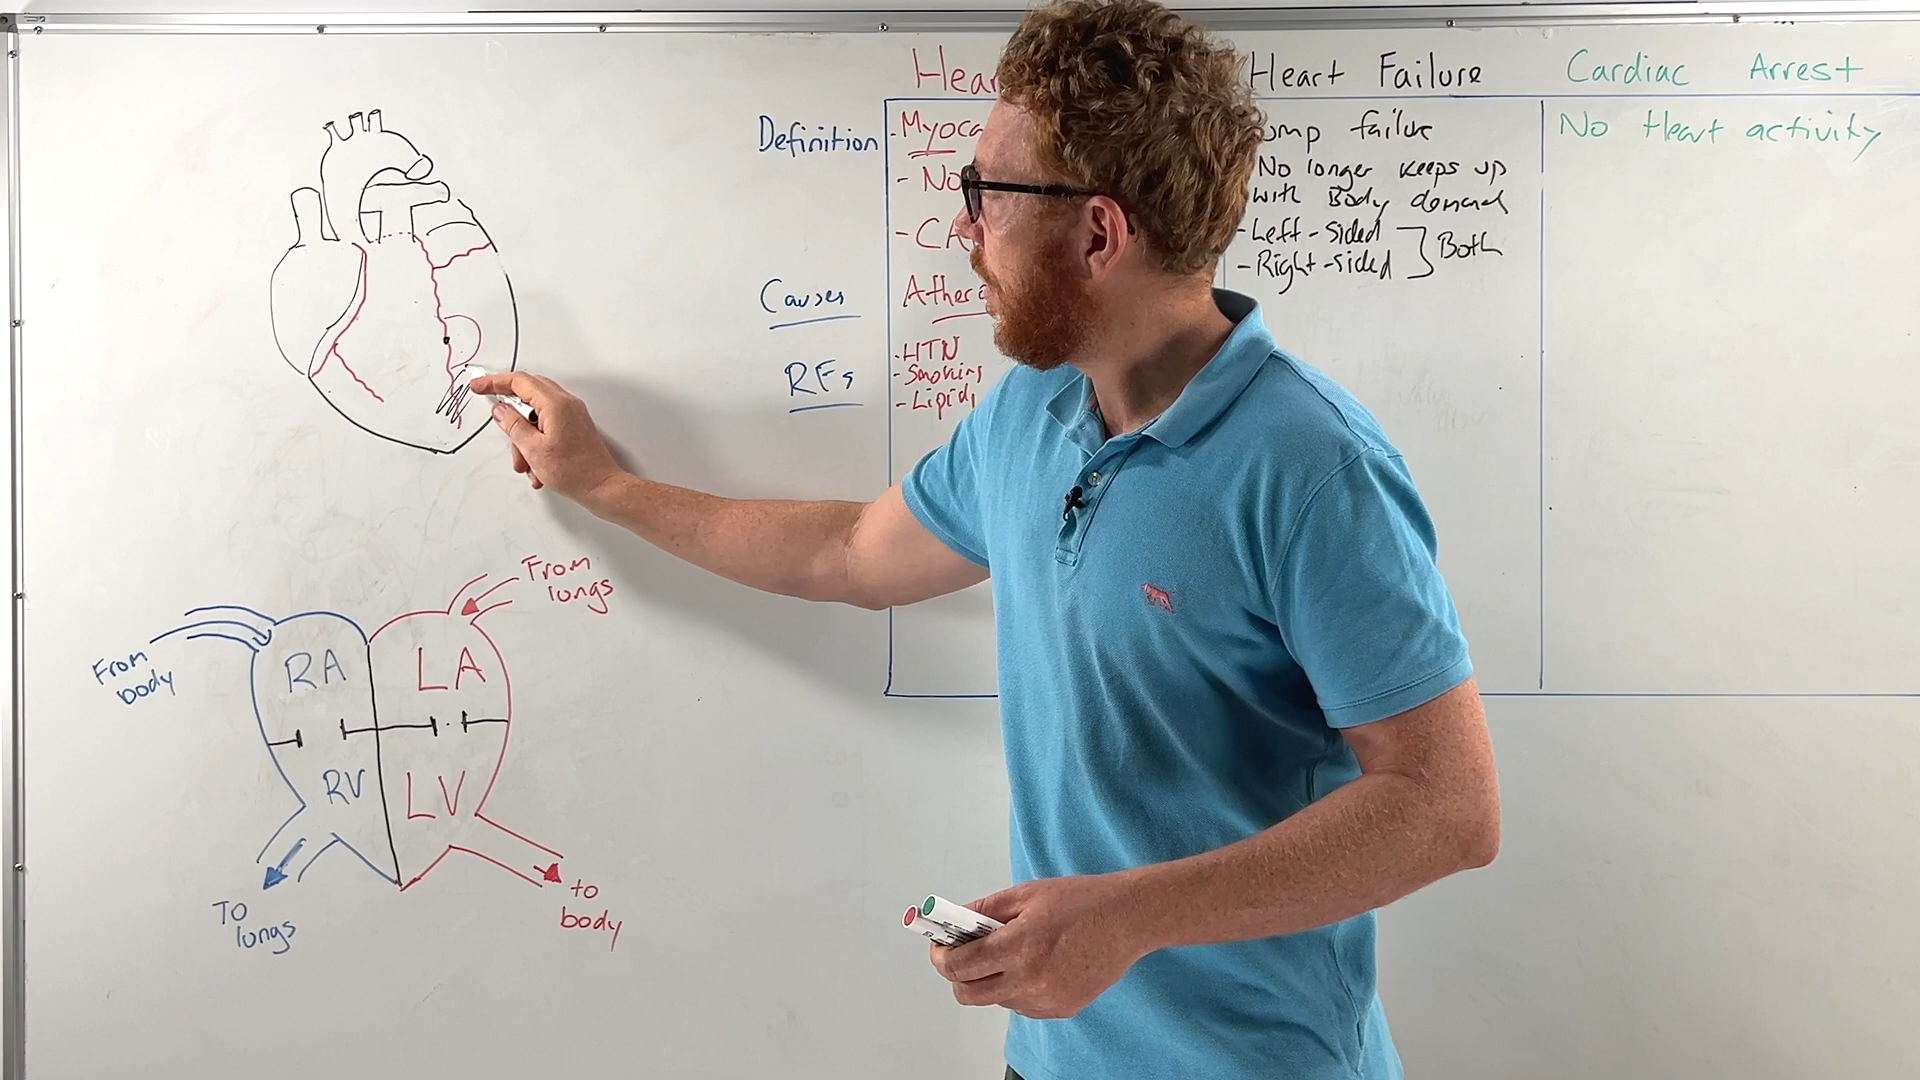 Hear
Heart Failure
Cardiac Arrest
Definition
- Myoca
- No
- CA
ump failure
No longer keeps up
with Body demand
- Left-sided
- Right-sided
Both
No Heart activity
Causes
Athero
RFs
- HTN
- Smoking
- Lipids
From
lungs
From
body
RA
LA
RV
LV
To
lungs
to
body